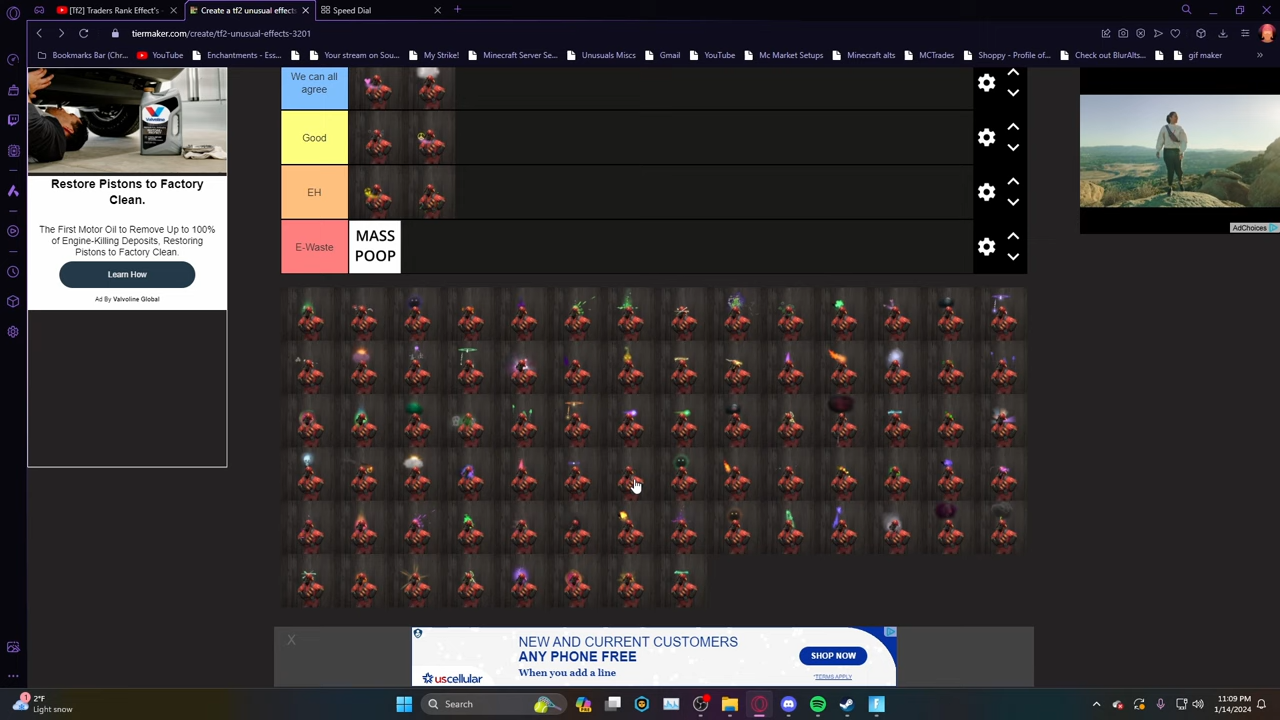 [Tf2] Traders Rank Effect's
Create a tf2 unusual effects
Speed Dial
tiermaker.com/create/tf2-unusual-effects-3201
Bookmarks Bar (Chr...
YouTube
Enchantments - Ess...
Your stream on Sou...
My Strike!
Minecraft Server Se...
Unusuals Miscs
Gmail
YouTube
Mc Market Setups
Minecraft alts
MCTrades
Shoppy - Profile of...
Check out BlurAlts...
gif maker
Restore Pistons to Factory
Clean.
The First Motor Oil to Remove Up to 100%
of Engine-Killing Deposits, Restoring
Pistons to Factory Clean.
Learn How
Ad By Valvoline Global
We can all
agree
Good
EH
E-Waste
MASS
POOP
AdChoices
X
NEW AND CURRENT CUSTOMERS
ANY PHONE FREE
When you add a line
uscellular
SHOP NOW
*TERMS APPLY
2°F
Light snow
Search
11:09 PM
1/14/2024